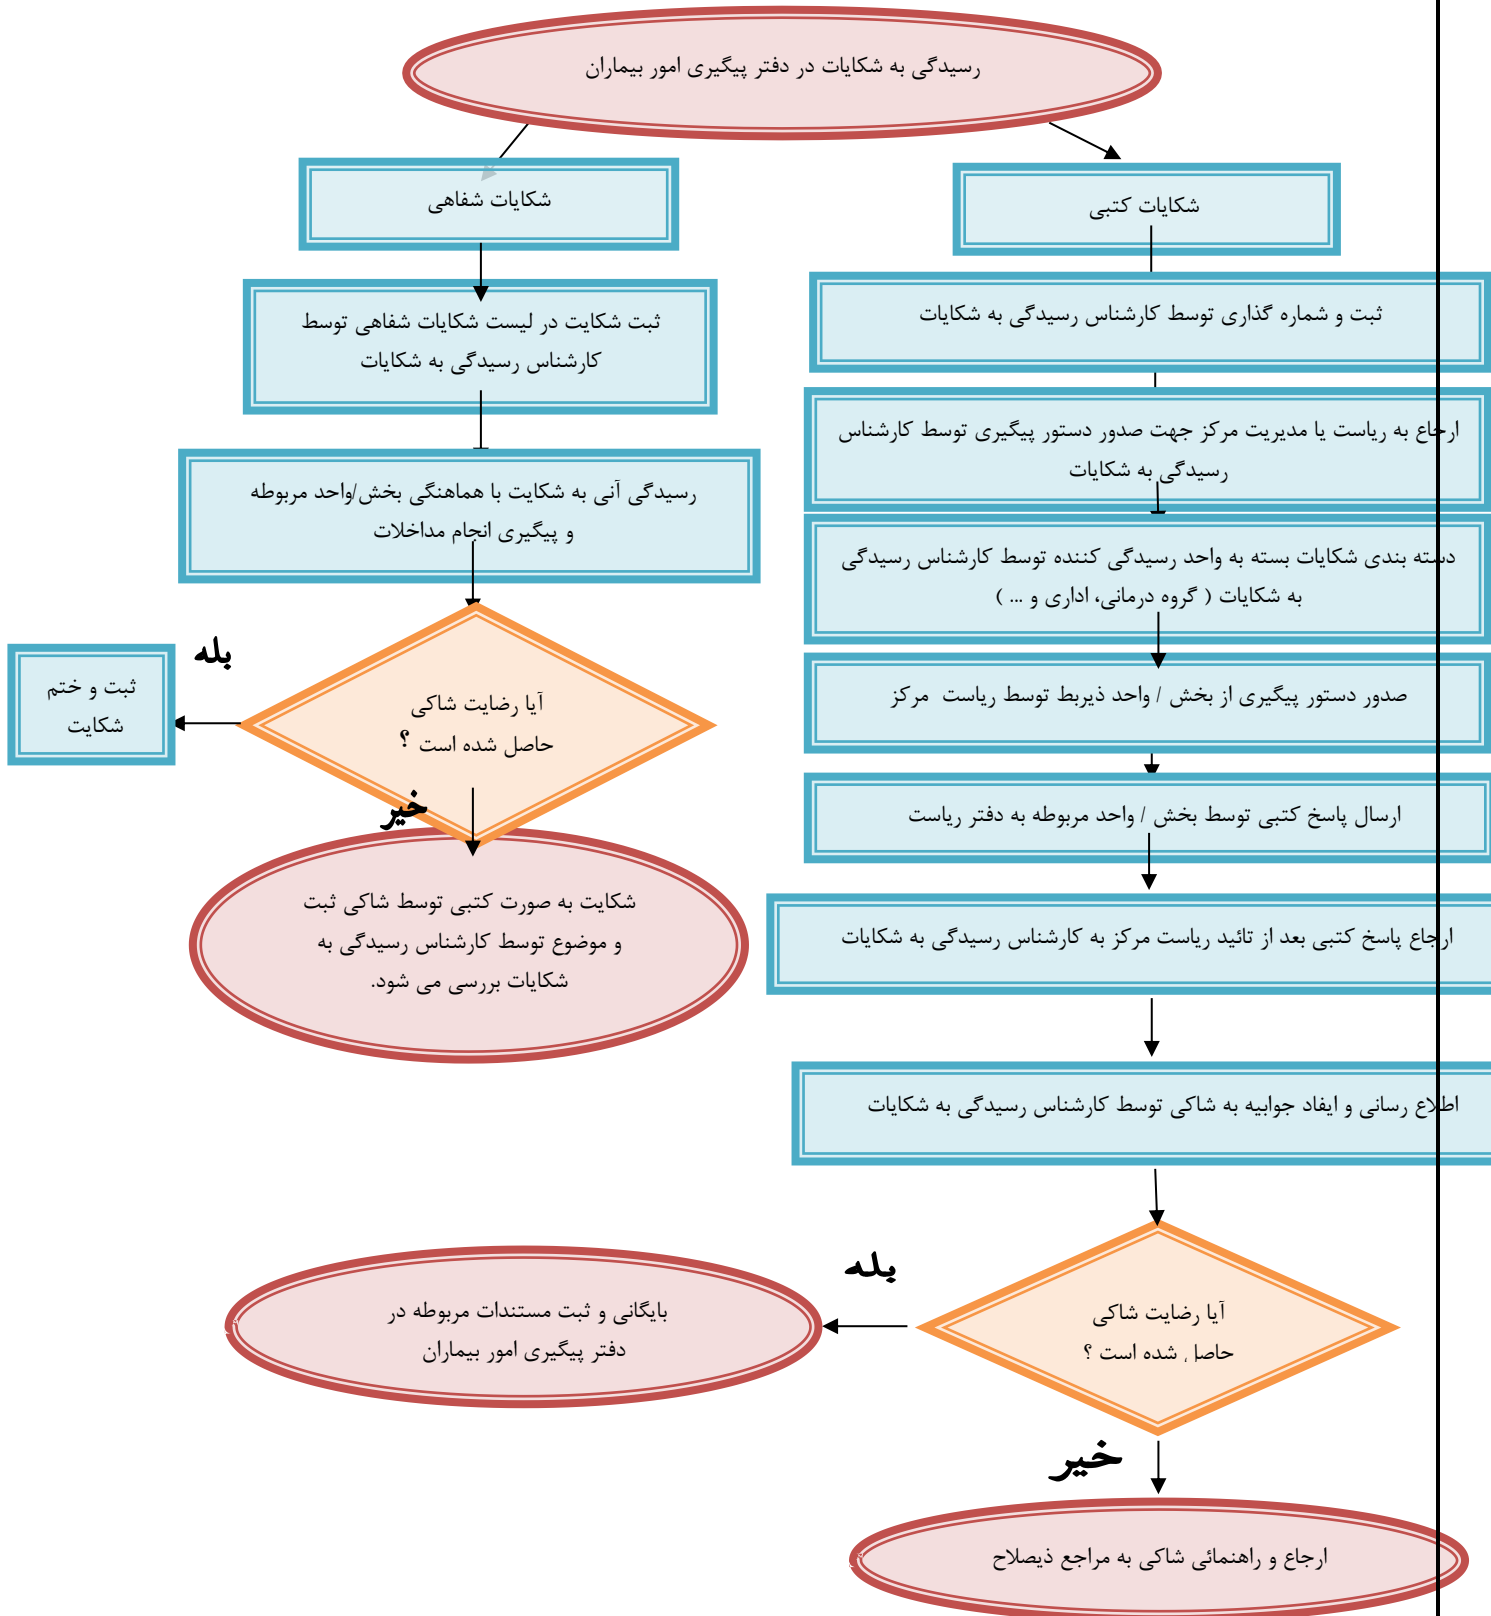 رسیدگی به شکایات در دفتر پیگیری امور بیماران
شکایات کتبی
ثبت و شماره گذاری توسط کارشناس رسیدگی به شکایات
ارجاع به ریاست یا مدیریت مرکز جهت صدور دستور پیگیری توسط کارشناس
رسیدگی به شکایات
دسته بندی شکایات بسته به واحد رسیدگی کننده توسط کارشناس رسیدگی
به شکایات ( گروه درمانی، اداری و ... )
صدور دستور پیگیری از بخش / واحد ذیربط توسط ریاست مرکز
ارسال پاسخ کتبی توسط بخش / واحد مربوطه به دفتر ریاست
ارجاع پاسخ کتبی بعد از تائید ریاست مرکز به کارشناس رسیدگی به شکایات
اطلاع رسانی و ایفاد جوابیه به شاکی توسط کارشناس رسیدگی به شکایات
آیا رضایت شاکی
حاصل شده است ؟
بله
بایگانی و ثبت مستندات مربوطه در
دفتر پیگیری امور بیماران
خیر
ارجاع و راهنمائی شاکی به مراجع ذیصلاح
شکایات شفاهی
ثبت شکایت در لیست شکایات شفاهی توسط
کارشناس رسیدگی به شکایات
رسیدگی آنی به شکایت با هماهنگی بخش/واحد مربوطه
و پیگیری انجام مداخلات
آیا رضایت شاکی
حاصل شده است ؟
بله
ثبت و ختم
شکایت
خیر
شکایت به صورت کتبی توسط شاکی ثبت
و موضوع توسط کارشناس رسیدگی به
شکایات بررسی می شود.